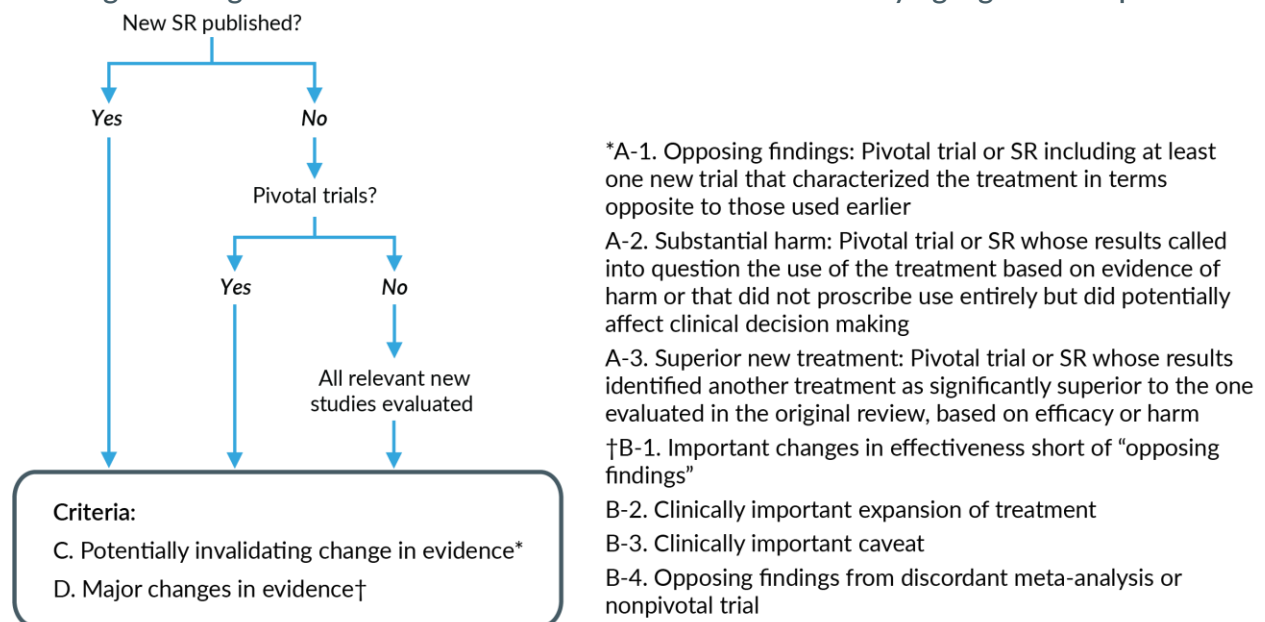 New SR published?
Yes
No
Pivotal trials?
Yes
No
All relevant new
studies evaluated
Criteria:
C. Potentially invalidating change in evidence*
D. Major changes in evidence†
*A-1. Opposing findings: Pivotal trial or SR including at least
one new trial that characterized the treatment in terms
opposite to those used earlier
A-2. Substantial harm: Pivotal trial or SR whose results called
into question the use of the treatment based on evidence of
harm or that did not proscribe use entirely but did potentially
affect clinical decision making
A-3. Superior new treatment: Pivotal trial or SR whose results
identified another treatment as significantly superior to the one
evaluated in the original review, based on efficacy or harm
†B-1. Important changes in effectiveness short of “opposing
findings”
B-2. Clinically important expansion of treatment
B-3. Clinically important caveat
B-4. Opposing findings from discordant meta-analysis or
nonpivotal trial